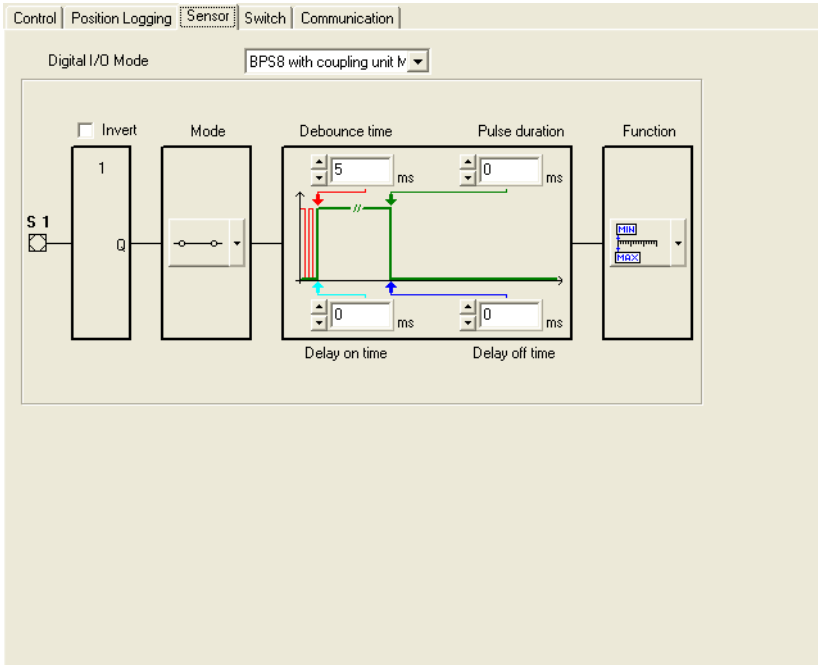 Control Position Logging Sensor Switch Communication
Digital I/O Mode BPS8 with coupling unit M
Invert Mode Debounce time Pulse duration Function
1 5 ms 0 ms
S 1
Q
MIN
MAX
0 ms 0 ms
Delay on time Delay off time